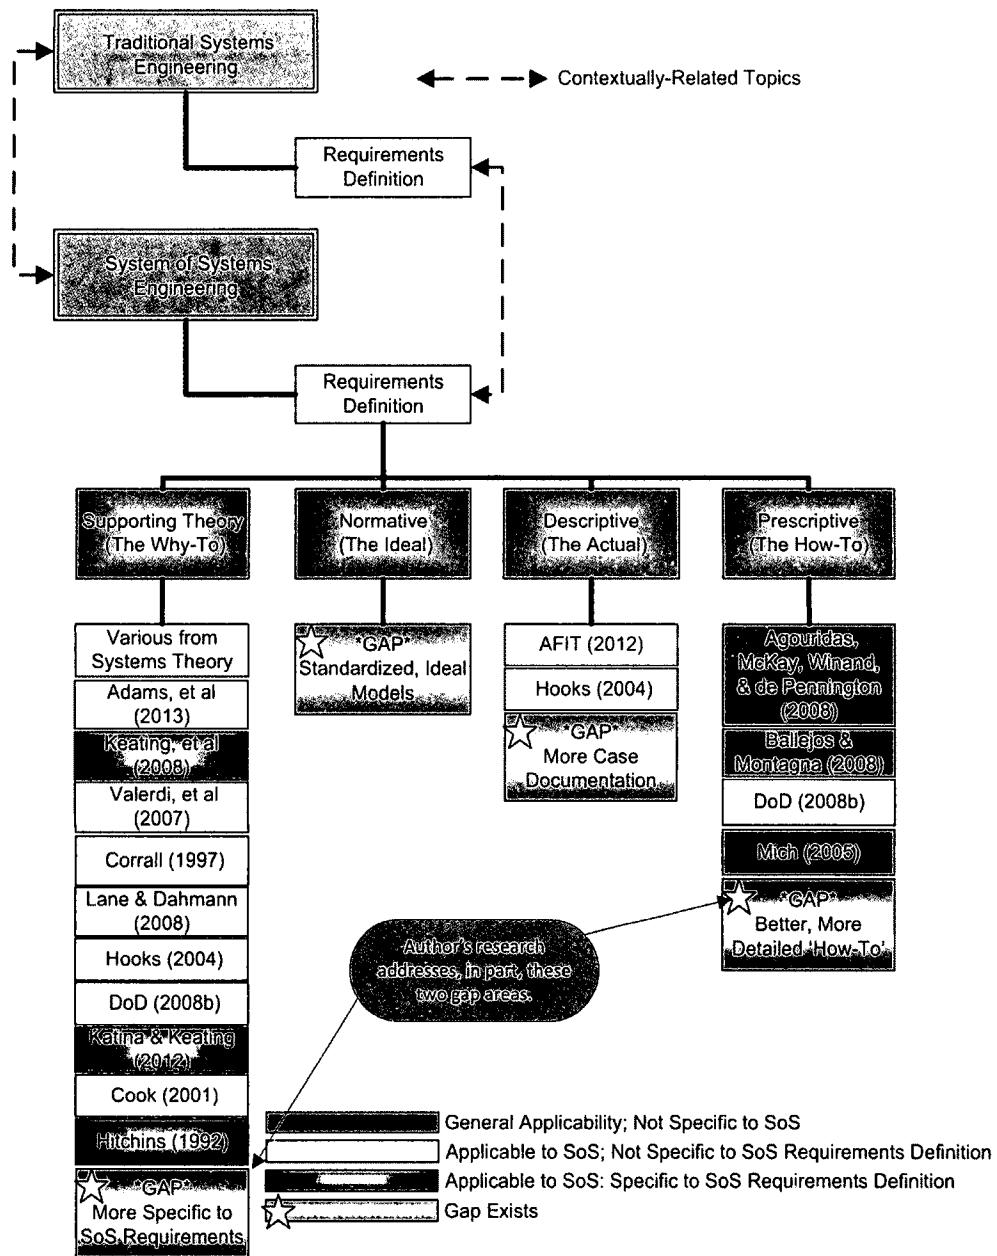 Traditional Systems
Engineering
Contextually-Related Topics
Requirements
Definition
System of Systems
Engineering
Requirements
Definition
Supporting Theory
(The Why-To)
Normative
(The Ideal)
Descriptive
(The Actual)
Prescriptive
(The How-To)
Various from
Systems Theory
Adams, et al
(2013)
Keating, et al
(2008)
Valerdi, et al
(2007)
Corrall (1997)
Lane & Dahmann
(2008)
Hooks (2004)
DoD (2008b)
Katina & Keating
(2012)
Cook (2001)
Hitchins (1992)
*GAP*
More Specific to
SoS Requirements
*GAP*
Standardized, Ideal
Models
AFIT (2012)
Hooks (2004)
*GAP*
More Case
Documentation
Agouridas,
McKay, Winand,
& de Pennington
(2008)
Ballejos &
Montagna (2008)
DoD (2008b)
Mich (2005)
*GAP*
Better, More
Detailed 'How-To'
Author's research
addresses, in part, these
two gap areas.
General Applicability; Not Specific to SoS
Applicable to SoS; Not Specific to SoS Requirements Definition
Applicable to SoS: Specific to SoS Requirements Definition
Gap Exists